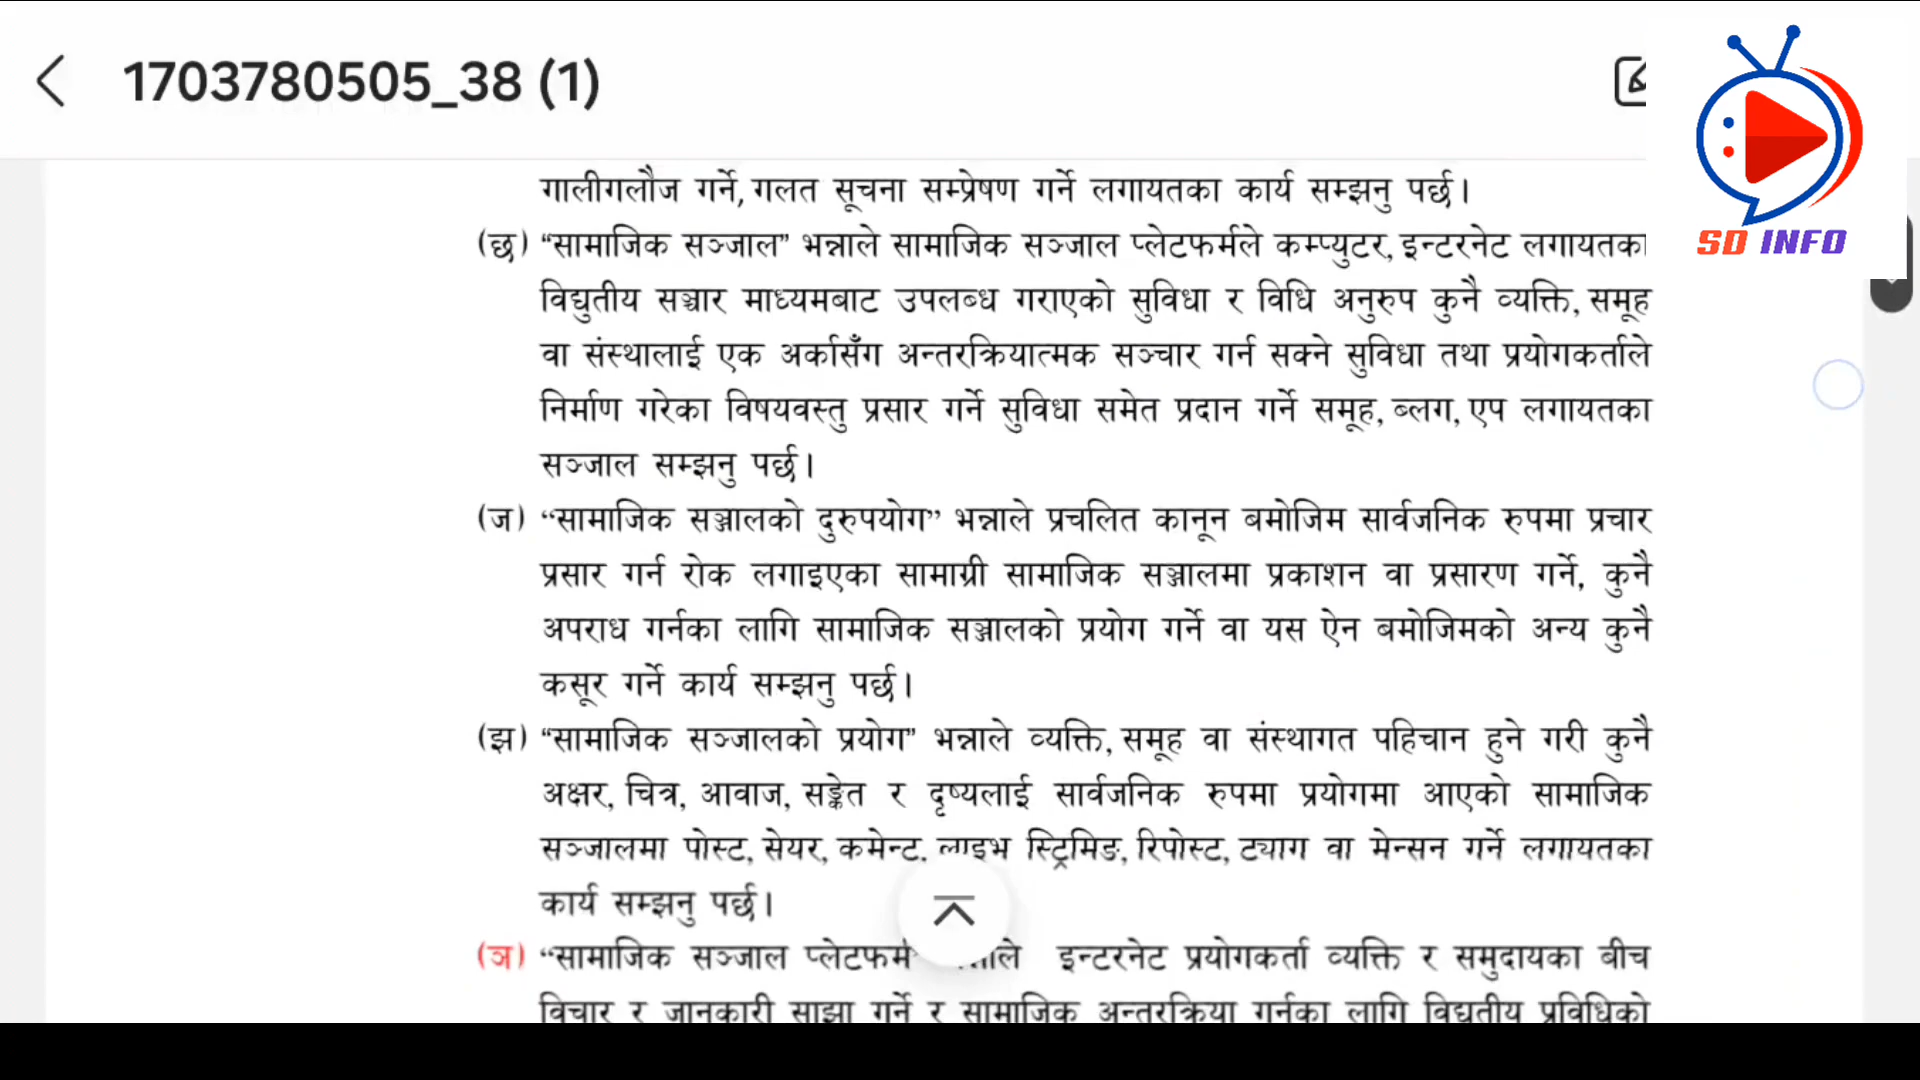 1703780505_38 (1)
SD INFO
गालीगलौज गर्ने, गलत सूचना सम्प्रेषण गर्ने लगायतका कार्य सम्झनु पर्छ।
(छ) “सामाजिक सञ्जाल” भन्नाले सामाजिक सञ्जाल प्लेटफर्मले कम्प्युटर, इन्टरनेट लगायतका
विद्युतीय सञ्चार माध्यमबाट उपलब्ध गराएको सुविधा र विधि अनुरुप कुनै व्यक्ति, समूह
वा संस्थालाई एक अर्कासँग अन्तरक्रियात्मक सञ्चार गर्न सक्ने सुविधा तथा प्रयोगकर्ताले
निर्माण गरेका विषयवस्तु प्रसार गर्ने सुविधा समेत प्रदान गर्ने समूह, ब्लग, एप लगायतका
सञ्जाल सम्झनु पर्छ।
(ज) “सामाजिक सञ्जालको दुरुपयोग” भन्नाले प्रचलित कानून बमोजिम सार्वजनिक रुपमा प्रचार
प्रसार गर्न रोक लगाइएका सामाग्री सामाजिक सञ्जालमा प्रकाशन वा प्रसारण गर्ने, कुनै
अपराध गर्नका लागि सामाजिक सञ्जालको प्रयोग गर्ने वा यस ऐन बमोजिमको अन्य कुनै
कसूर गर्ने कार्य सम्झनु पर्छ।
(झ) “सामाजिक सञ्जालको प्रयोग” भन्नाले व्यक्ति, समूह वा संस्थागत पहिचान हुने गरी कुनै
अक्षर, चित्र, आवाज, सङ्केत र दृष्यलाई सार्वजनिक रुपमा प्रयोगमा आएको सामाजिक
सञ्जालमा पोस्ट, सेयर, कमेन्ट, लाइभ स्ट्रिमिङ, रिपोस्ट, ट्याग वा मेन्सन गर्ने लगायतका
कार्य सम्झनु पर्छ।
(ञ) “सामाजिक सञ्जाल प्लेटफर्म इन्टरनेट प्रयोगकर्ता व्यक्ति र समुदायका बीच
विचार र जानकारी साझा गर्ने र सामाजिक अन्तरक्रिया गर्नका लागि विद्युतीय प्रविधिको